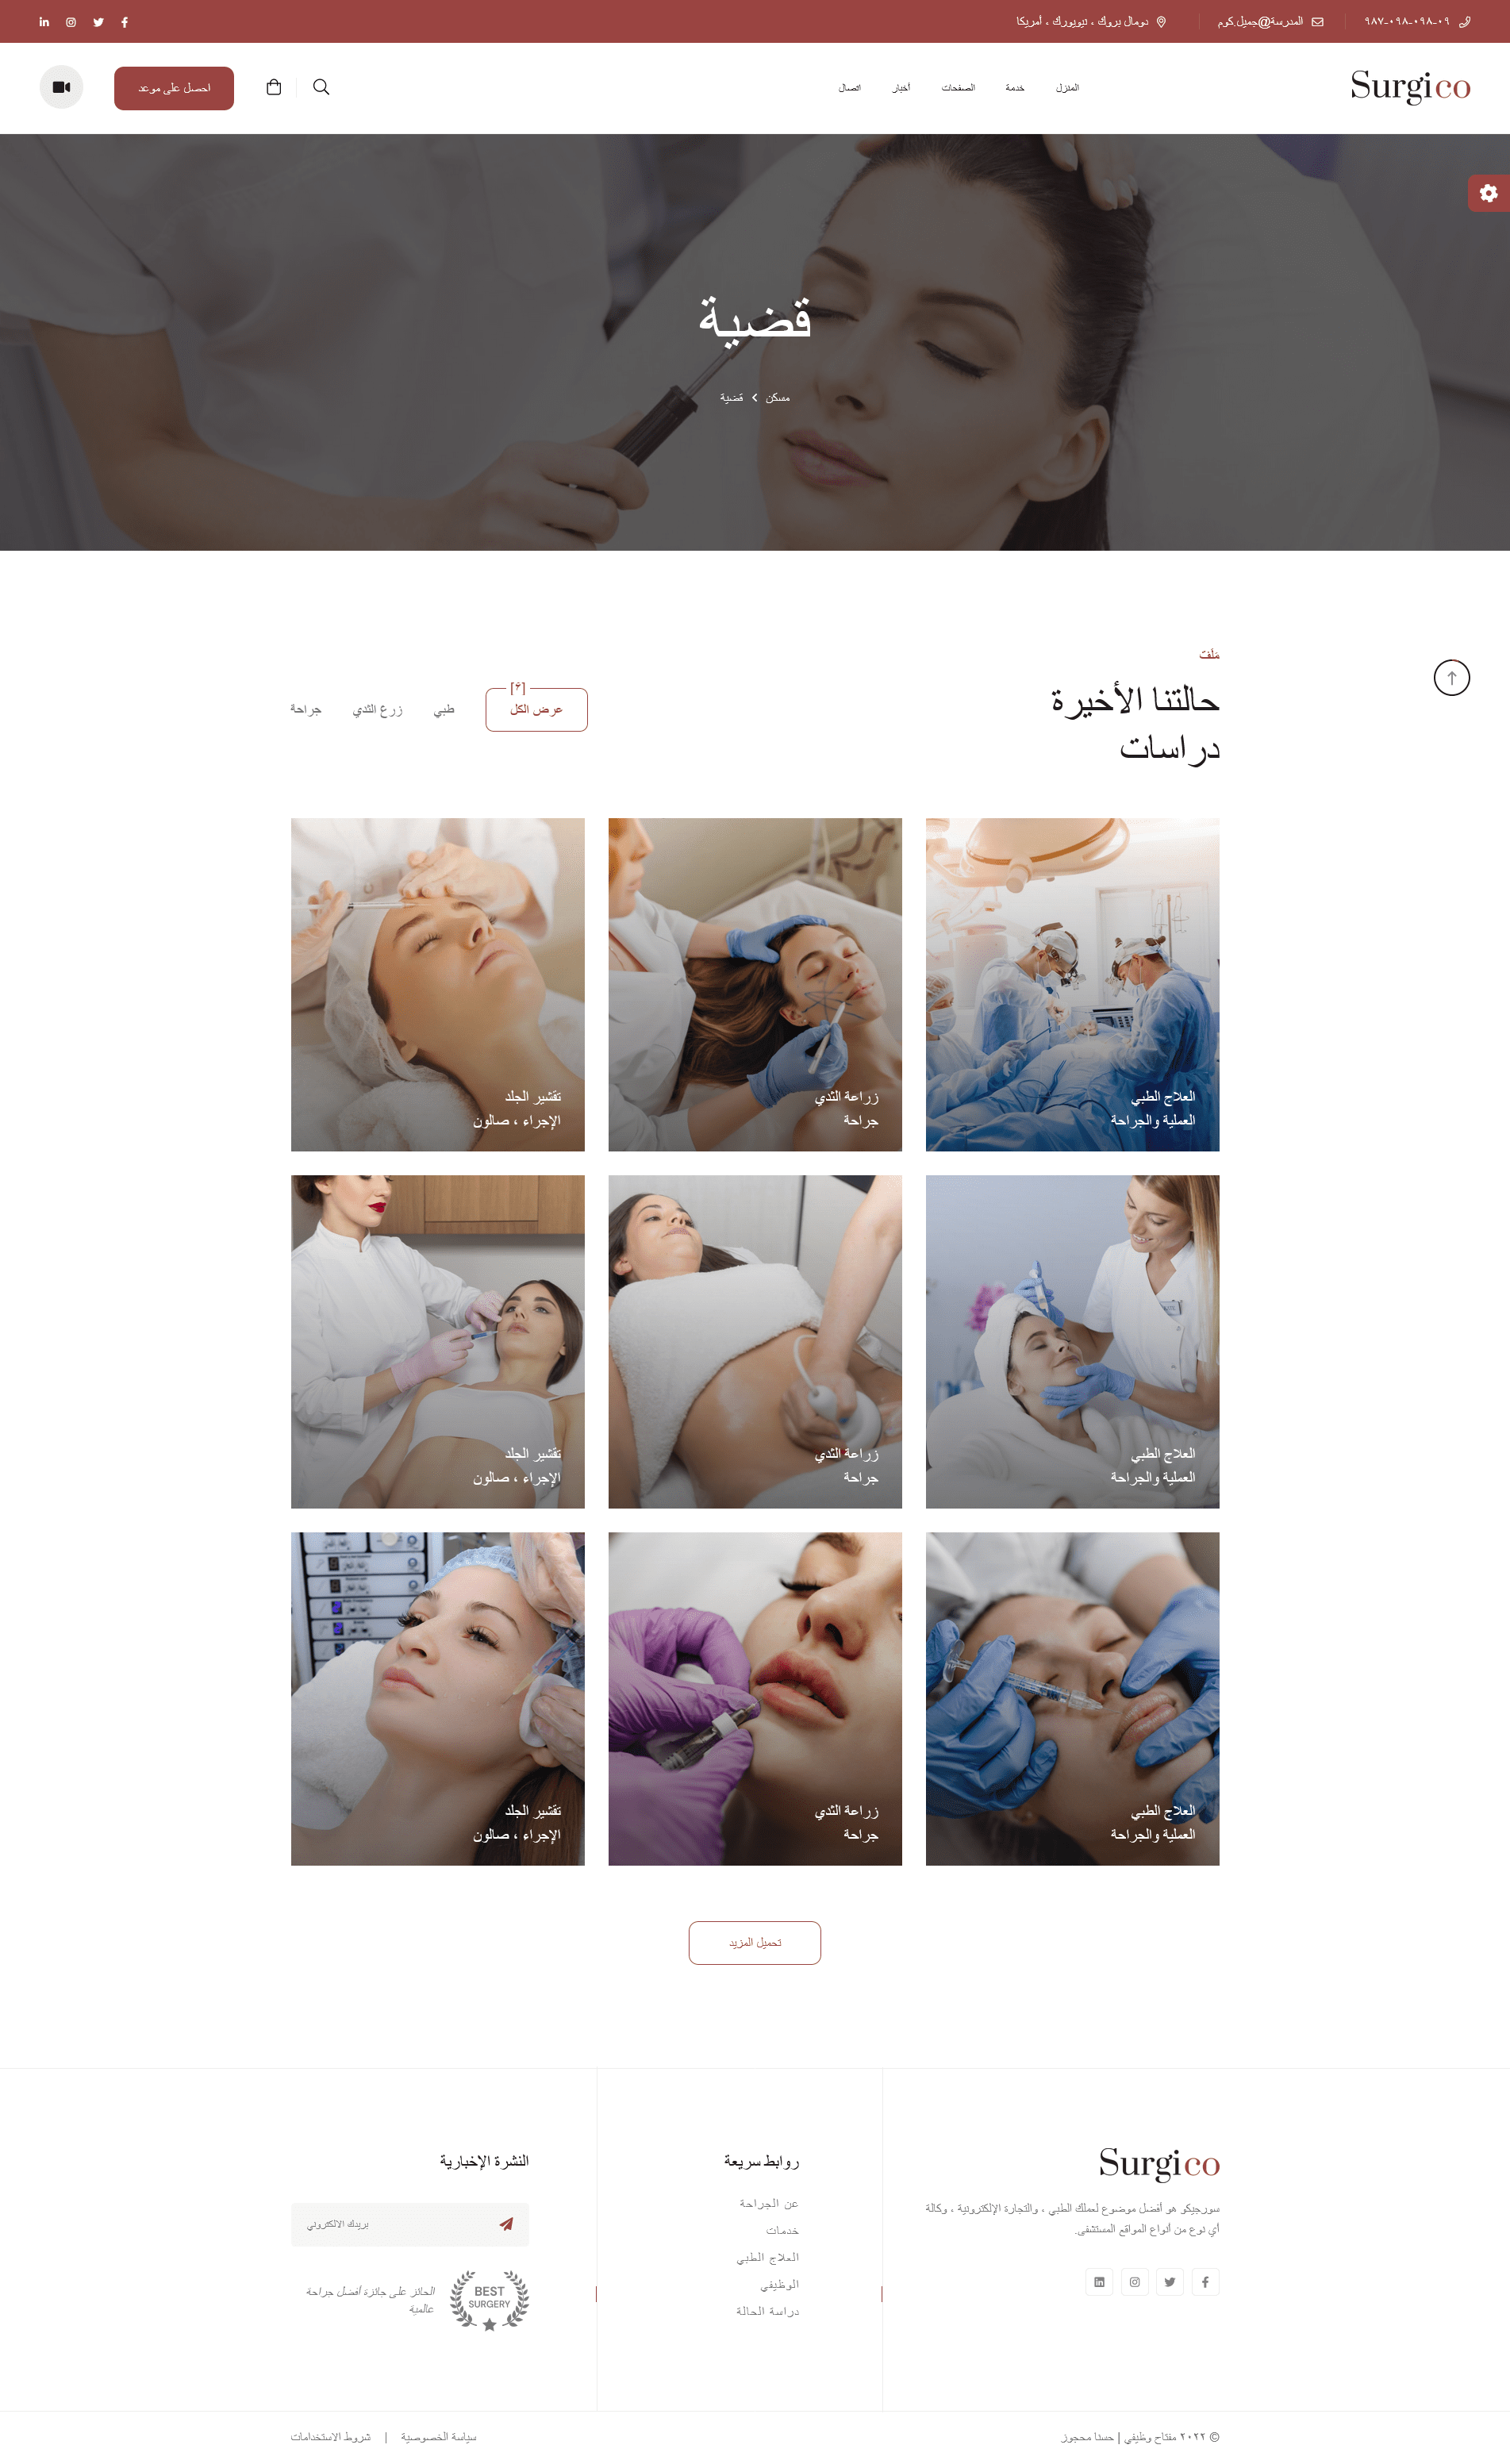 ٠٩-٠٩٨-٠٩٨-٩٨٧
المدرسة@جميل.كوم
دومال بروك ، نيويورك ، أمريكا
Surgico
المنزل
خدمة
الصفحات
أخبار
اتصال
احصل على موعد
قضية
مسكن
قضية
ملف
حالتنا الأخيرة
دراسات
عرض الكل
طبي
زرع الثدي
جراحة
العلاج الطبي
العملية والجراحة
زراعة الثدي
جراحة
تقشير الجلد
الإجراء ، صالون
العلاج الطبي
العملية والجراحة
زراعة الثدي
جراحة
تقشير الجلد
الإجراء ، صالون
العلاج الطبي
العملية والجراحة
زراعة الثدي
جراحة
تقشير الجلد
الإجراء ، صالون
تحميل المزيد
Surgico
سورجيكو هو أفضل موضوع لعملك الطبي ، والتجارة الإلكترونية ، وكالة
أي نوع من أنواع المواقع المستشفى.
روابط سريعة
عن الجراحة
خدمات
العلاج الطبي
الوظيفي
دراسة الحالة
النشرة الإخبارية
بريدك الالكتروني
BEST
SURGERY
الحائز على جائزة أفضل جراحة
عالمية
© ٢٠٢٢ مفتاح وظيفي | حسنا محجوز
سياسة الخصوصية | شروط الاستخدامات